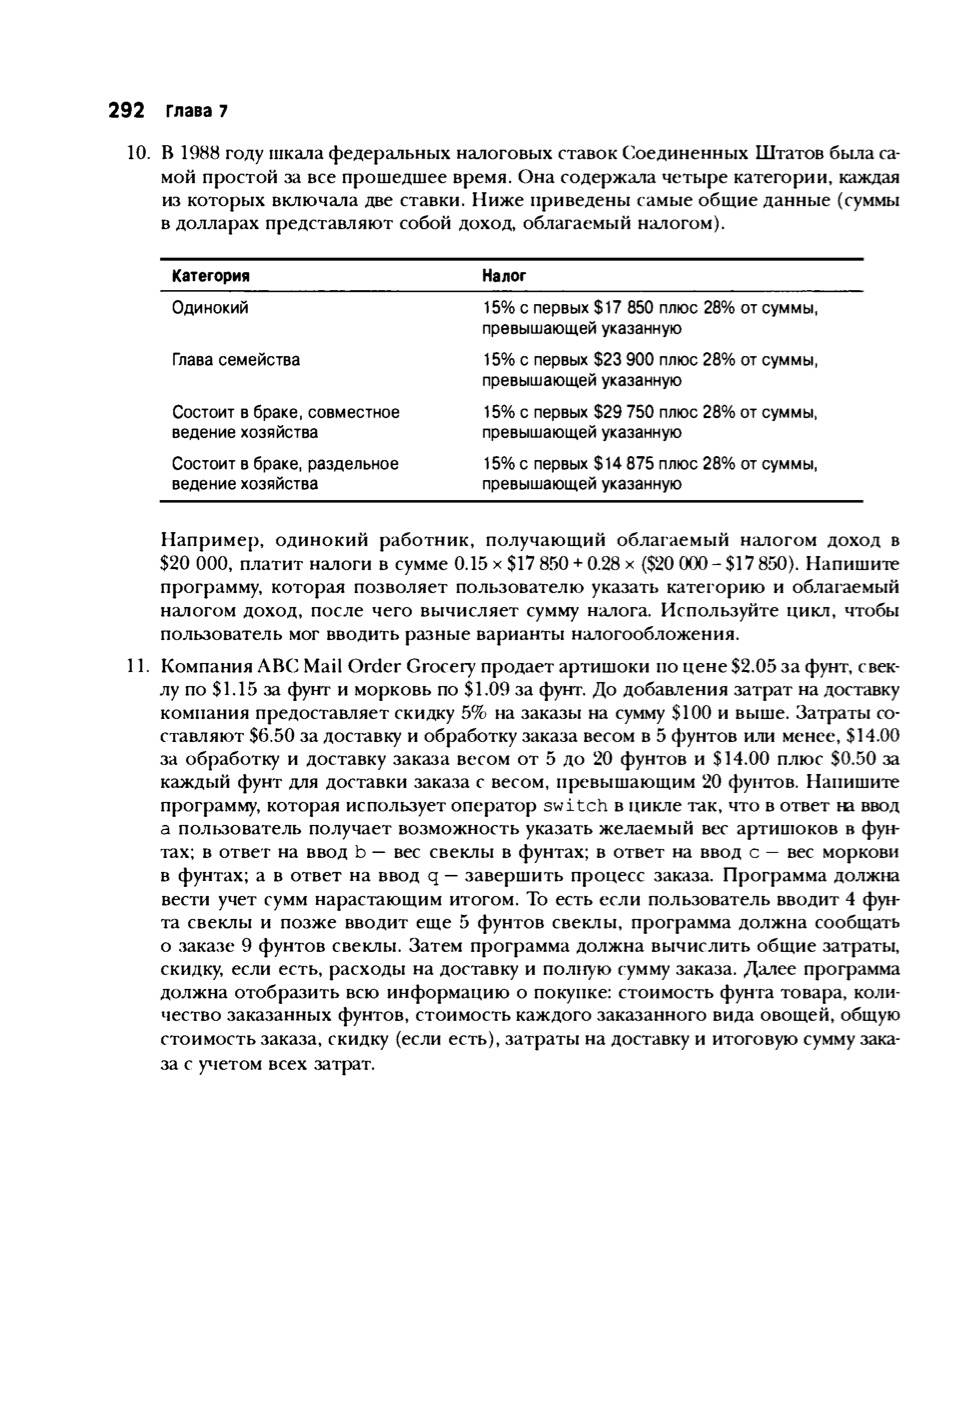 292 Глава 7
10. В 1988 году шкала федеральных налоговых ставок Соединенных Штатов была са-
мой простой за все прошедшее время. Она содержала четыре категории, каждая
из которых включала две ставки. Ниже приведены самые общие данные (суммы
в долларах представляют собой доход, облагаемый налогом).
Категория Налог
Одинокий 15% с первых $17 850 плюс 28% от суммы,
превышающей указанную
Глава семейства 15% с первых $23 900 плюс 28% от суммы,
превышающей указанную
Состоит в браке, совместное 15% с первых $29 750 плюс 28% от суммы,
ведение хозяйства превышающей указанную
Состоит в браке, раздельное 15% с первых $14 875 плюс 28% от суммы,
ведение хозяйства превышающей указанную
Например, одинокий работник, получающий облагаемый налогом доход в
$20 000, платит налоги в сумме 0.15 × $17 850 + 0.28 × ($20 000 – $17 850). Напишите
программу, которая позволяет пользователю указать категорию и облагаемый
налогом доход, после чего вычисляет сумму налога. Используйте цикл, чтобы
пользователь мог вводить разные варианты налогообложения.
11. Компания ABC Mail Order Grocery продает артишоки по цене $2.05 за фунт, свек-
лу по $1.15 за фунт и морковь по $1.09 за фунт. До добавления затрат на доставку
компания предоставляет скидку 5% на заказы на сумму $100 и выше. Затраты со-
ставляют $6.50 за доставку и обработку заказа весом в 5 фунтов или менее, $14.00
за обработку и доставку заказа весом от 5 до 20 фунтов и $14.00 плюс $0.50 за
каждый фунт для доставки заказа с весом, превышающим 20 фунтов. Напишите
программу, которая использует оператор switch в цикле так, что в ответ на ввод
a пользователь получает возможность указать желаемый вес артишоков в фун-
тах; в ответ на ввод b — вес свеклы в фунтах; в ответ на ввод c — вес моркови
в фунтах; а в ответ на ввод q — завершить процесс заказа. Программа должна
вести учет сумм нарастающим итогом. То есть если пользователь вводит 4 фун-
та свеклы и позже вводит еще 5 фунтов свеклы, программа должна сообщать
о заказе 9 фунтов свеклы. Затем программа должна вычислить общие затраты,
скидку, если есть, расходы на доставку и полную сумму заказа. Далее программа
должна отобразить всю информацию о покупке: стоимость фунта товара, коли-
чество заказанных фунтов, стоимость каждого заказанного вида овощей, общую
стоимость заказа, скидку (если есть), затраты на доставку и итоговую сумму зака-
за с учетом всех затрат.